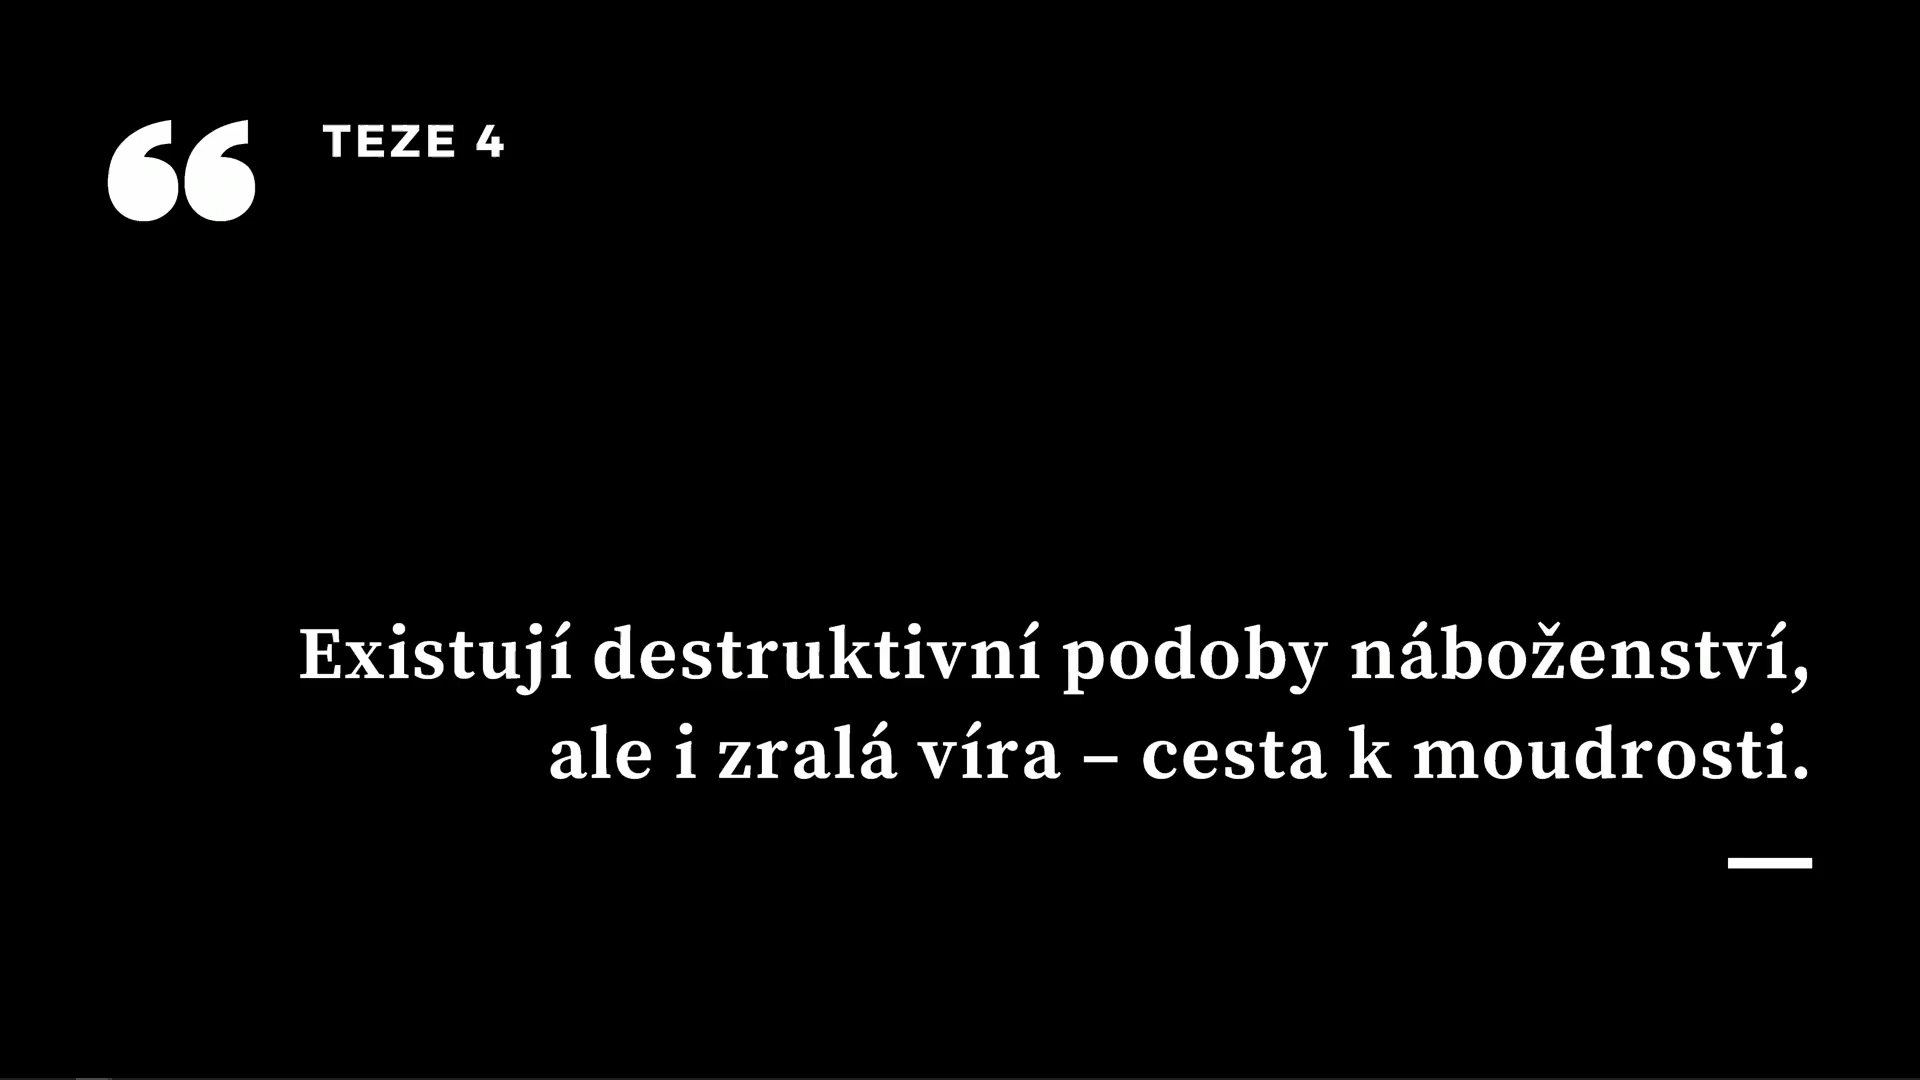 “ TEZE 4
Existují destruktivní podoby náboženství,
ale i zralá víra – cesta k moudrosti.